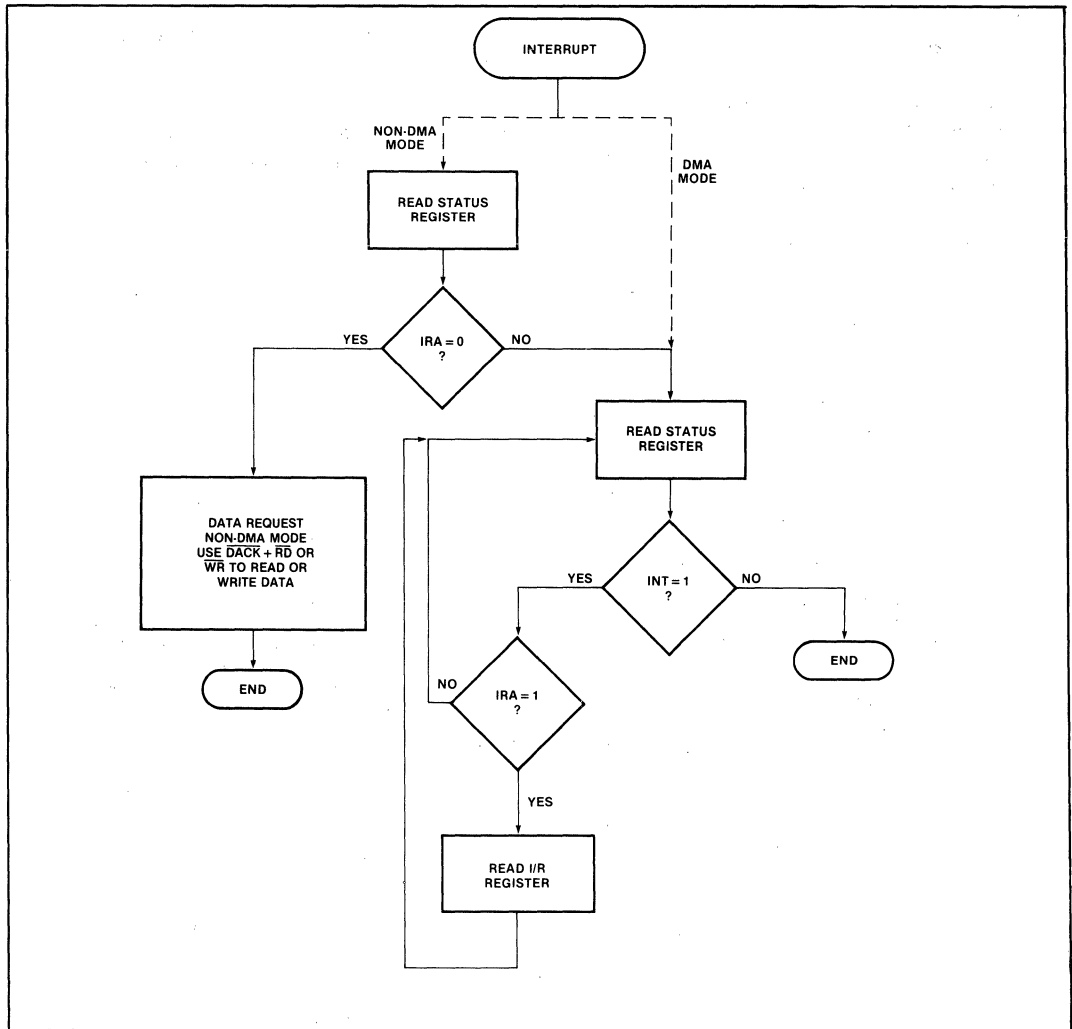 INTERRUPT
NON-DMA
MODE
DMA
MODE
READ STATUS
REGISTER
YES
IRA = 0
?
NO
READ STATUS
REGISTER
DATA REQUEST
NON-DMA MODE
USE DACK + RD OR
WR TO READ OR
WRITE DATA
YES
INT = 1
?
NO
END
END
NO
IRA = 1
?
YES
READ I/R
REGISTER